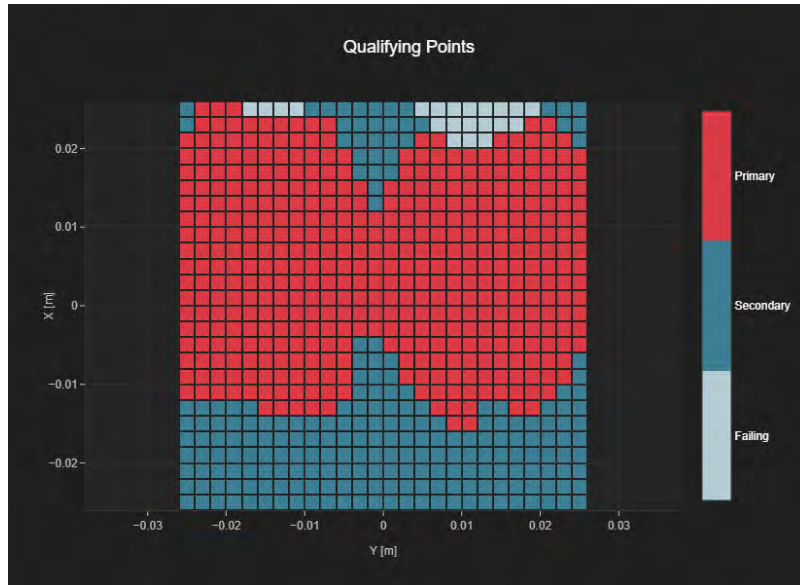 Qualifying Points
0.02
0.01
0
−0.01
−0.02
X [m]
−0.03
−0.02
−0.01
0
0.01
0.02
0.03
Y [m]
Primary
Secondary
Failing